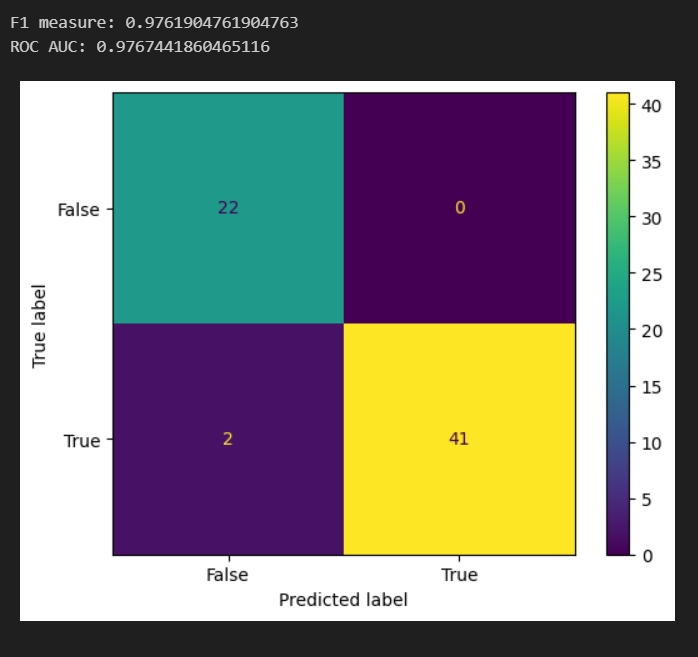 F1 measure: 0.9761904761904763
ROC AUC: 0.9767441860465116
40
35
30
25
20
15
10
5
0
True label
False
22
0
True
2
41
False
True
Predicted label